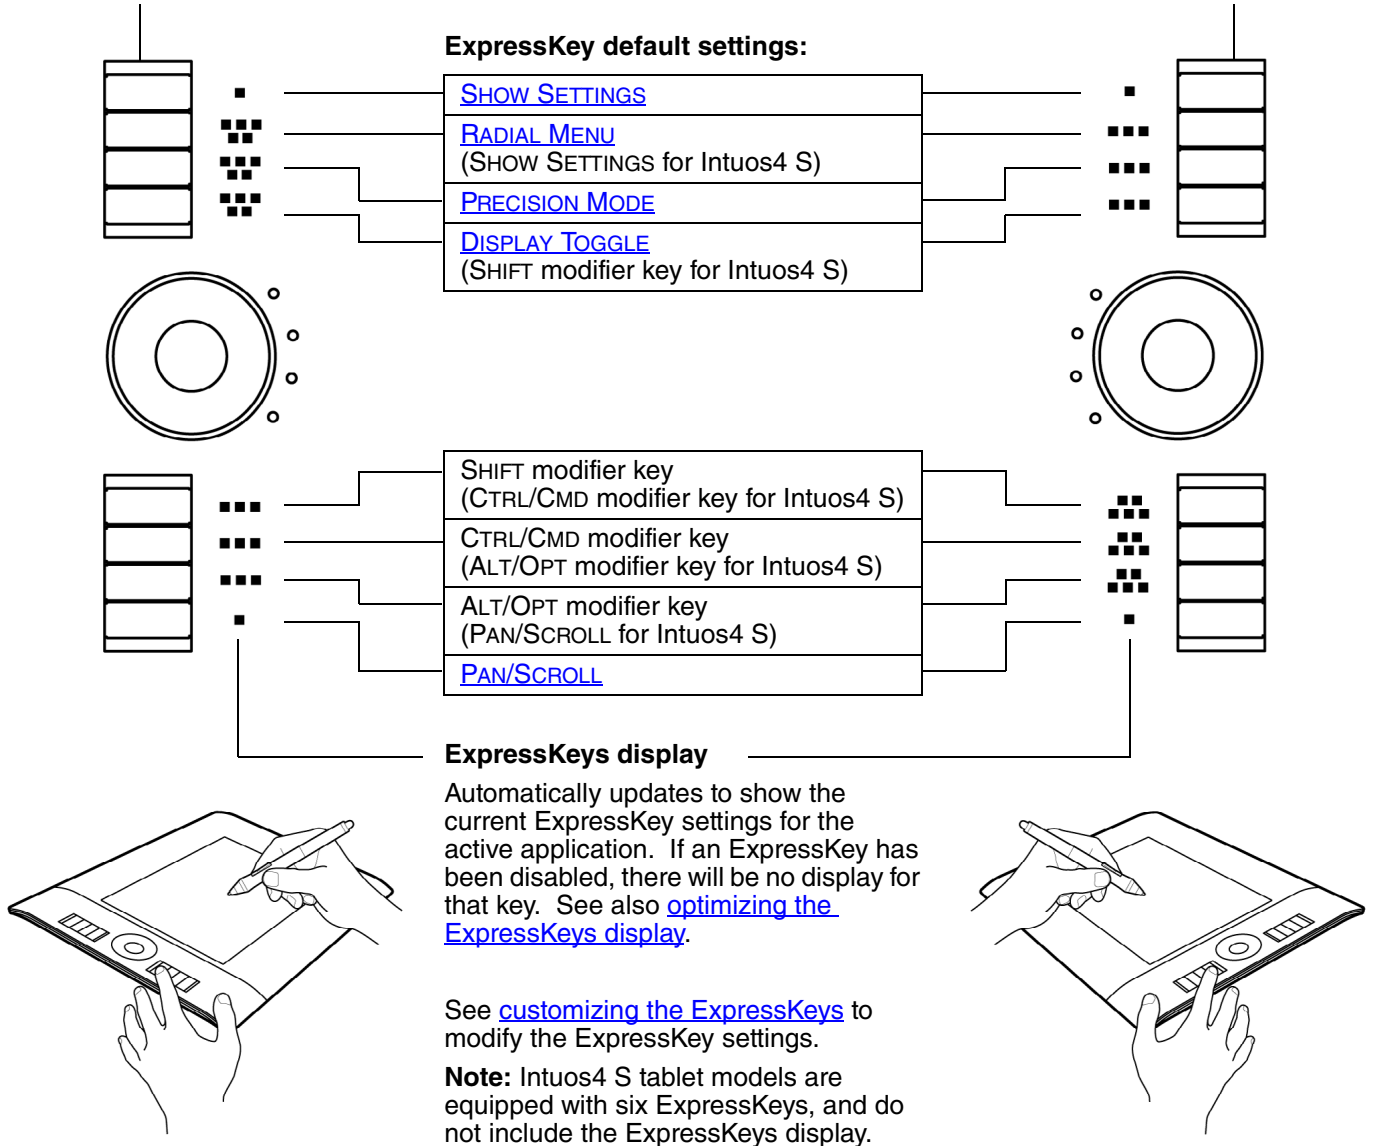 ExpressKey default settings:
SHOW SETTINGS
RADIAL MENU
(SHOW SETTINGS for Intuos4 S)
PRECISION MODE
DISPLAY TOGGLE
(SHIFT modifier key for Intuos4 S)
SHIFT modifier key
(CTRL/CMD modifier key for Intuos4 S)
CTRL/CMD modifier key
(ALT/OPT modifier key for Intuos4 S)
ALT/OPT modifier key
(PAN/SCROLL for Intuos4 S)
PAN/SCROLL
ExpressKeys display
Automatically updates to show the
current ExpressKey settings for the
active application.  If an ExpressKey has
been disabled, there will be no display for
that key.  See also optimizing the
ExpressKeys display.
See customizing the ExpressKeys to
modify the ExpressKey settings.
Note: Intuos4 S tablet models are
equipped with six ExpressKeys, and do
not include the ExpressKeys display.